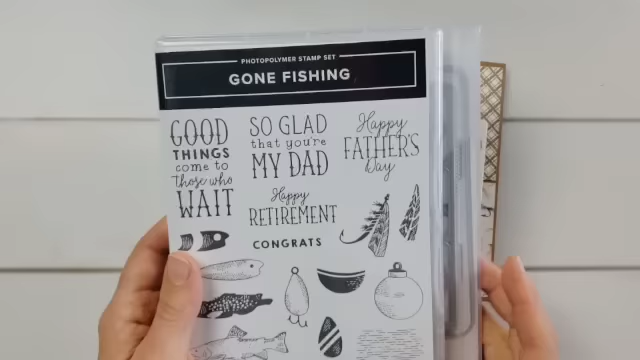 PHOTOPOLYMER STAMP SET
GONE FISHING
GOOD
THINGS
come to
those who
WAIT
SO GLAD
that you're
MY DAD
Happy
FATHER'S
Day
Happy
RETIREMENT
CONGRATS